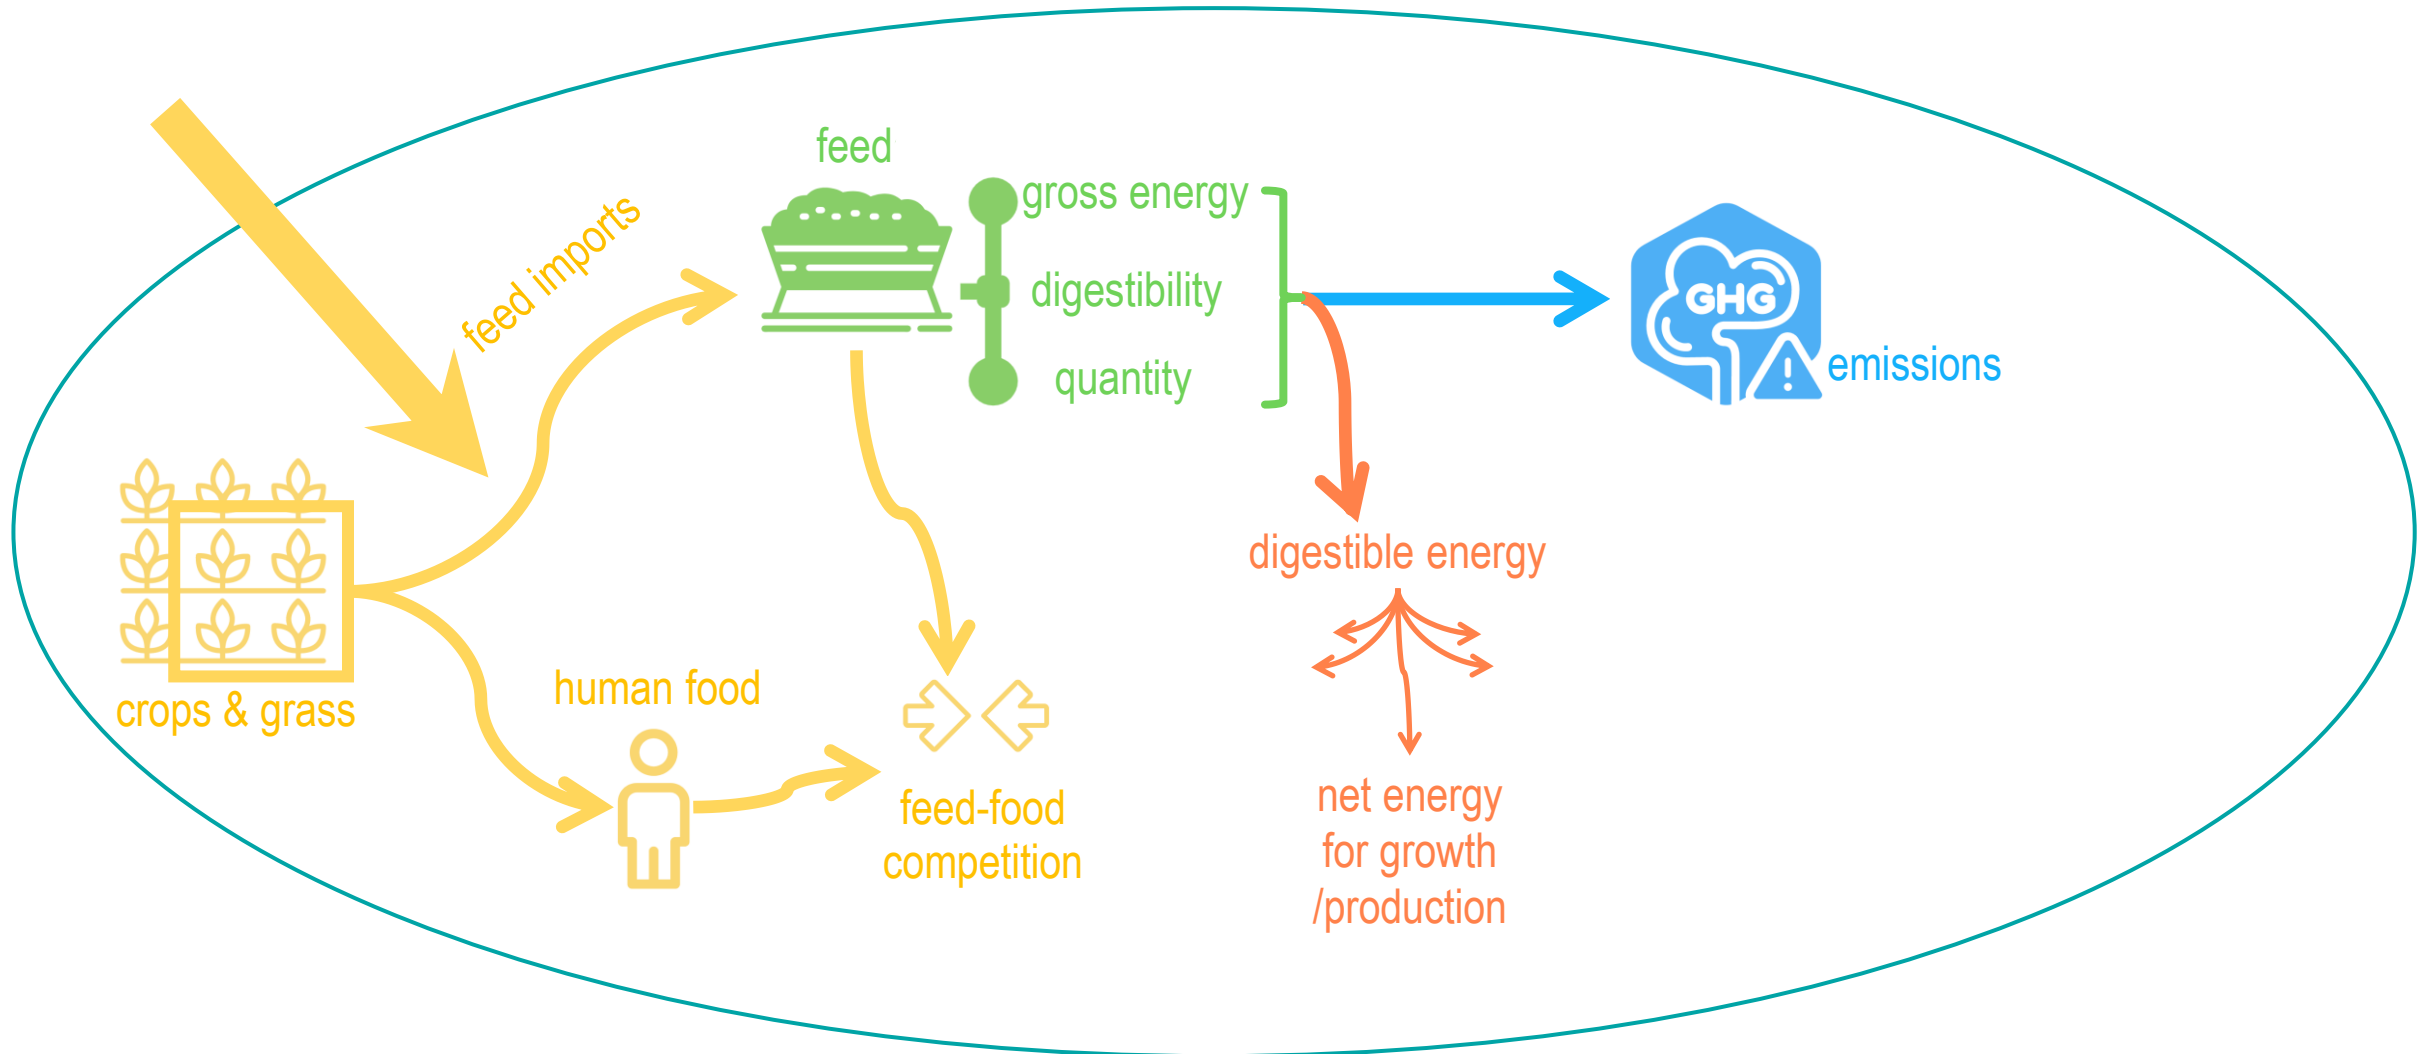 feed
gross energy
feed imports
digestibility
GHG
quantity
emissions
digestible energy
human food
crops & grass
feed-food
competition
net energy
for growth
/production